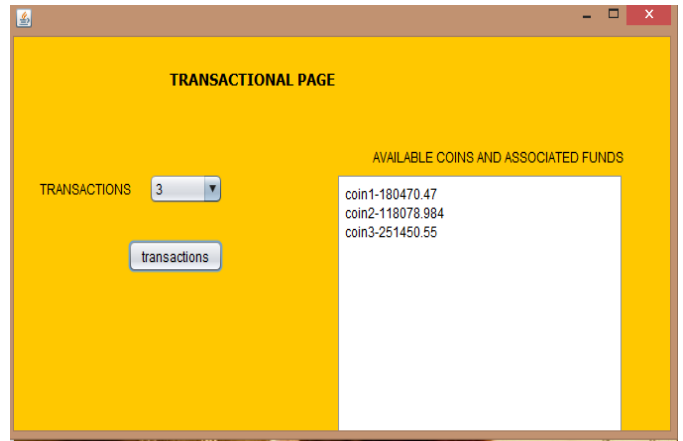 TRANSACTIONAL PAGE
AVAILABLE COINS AND ASSOCIATED FUNDS
TRANSACTIONS 3
transactions
coin1-180470.47
coin2-118078.984
coin3-251450.55